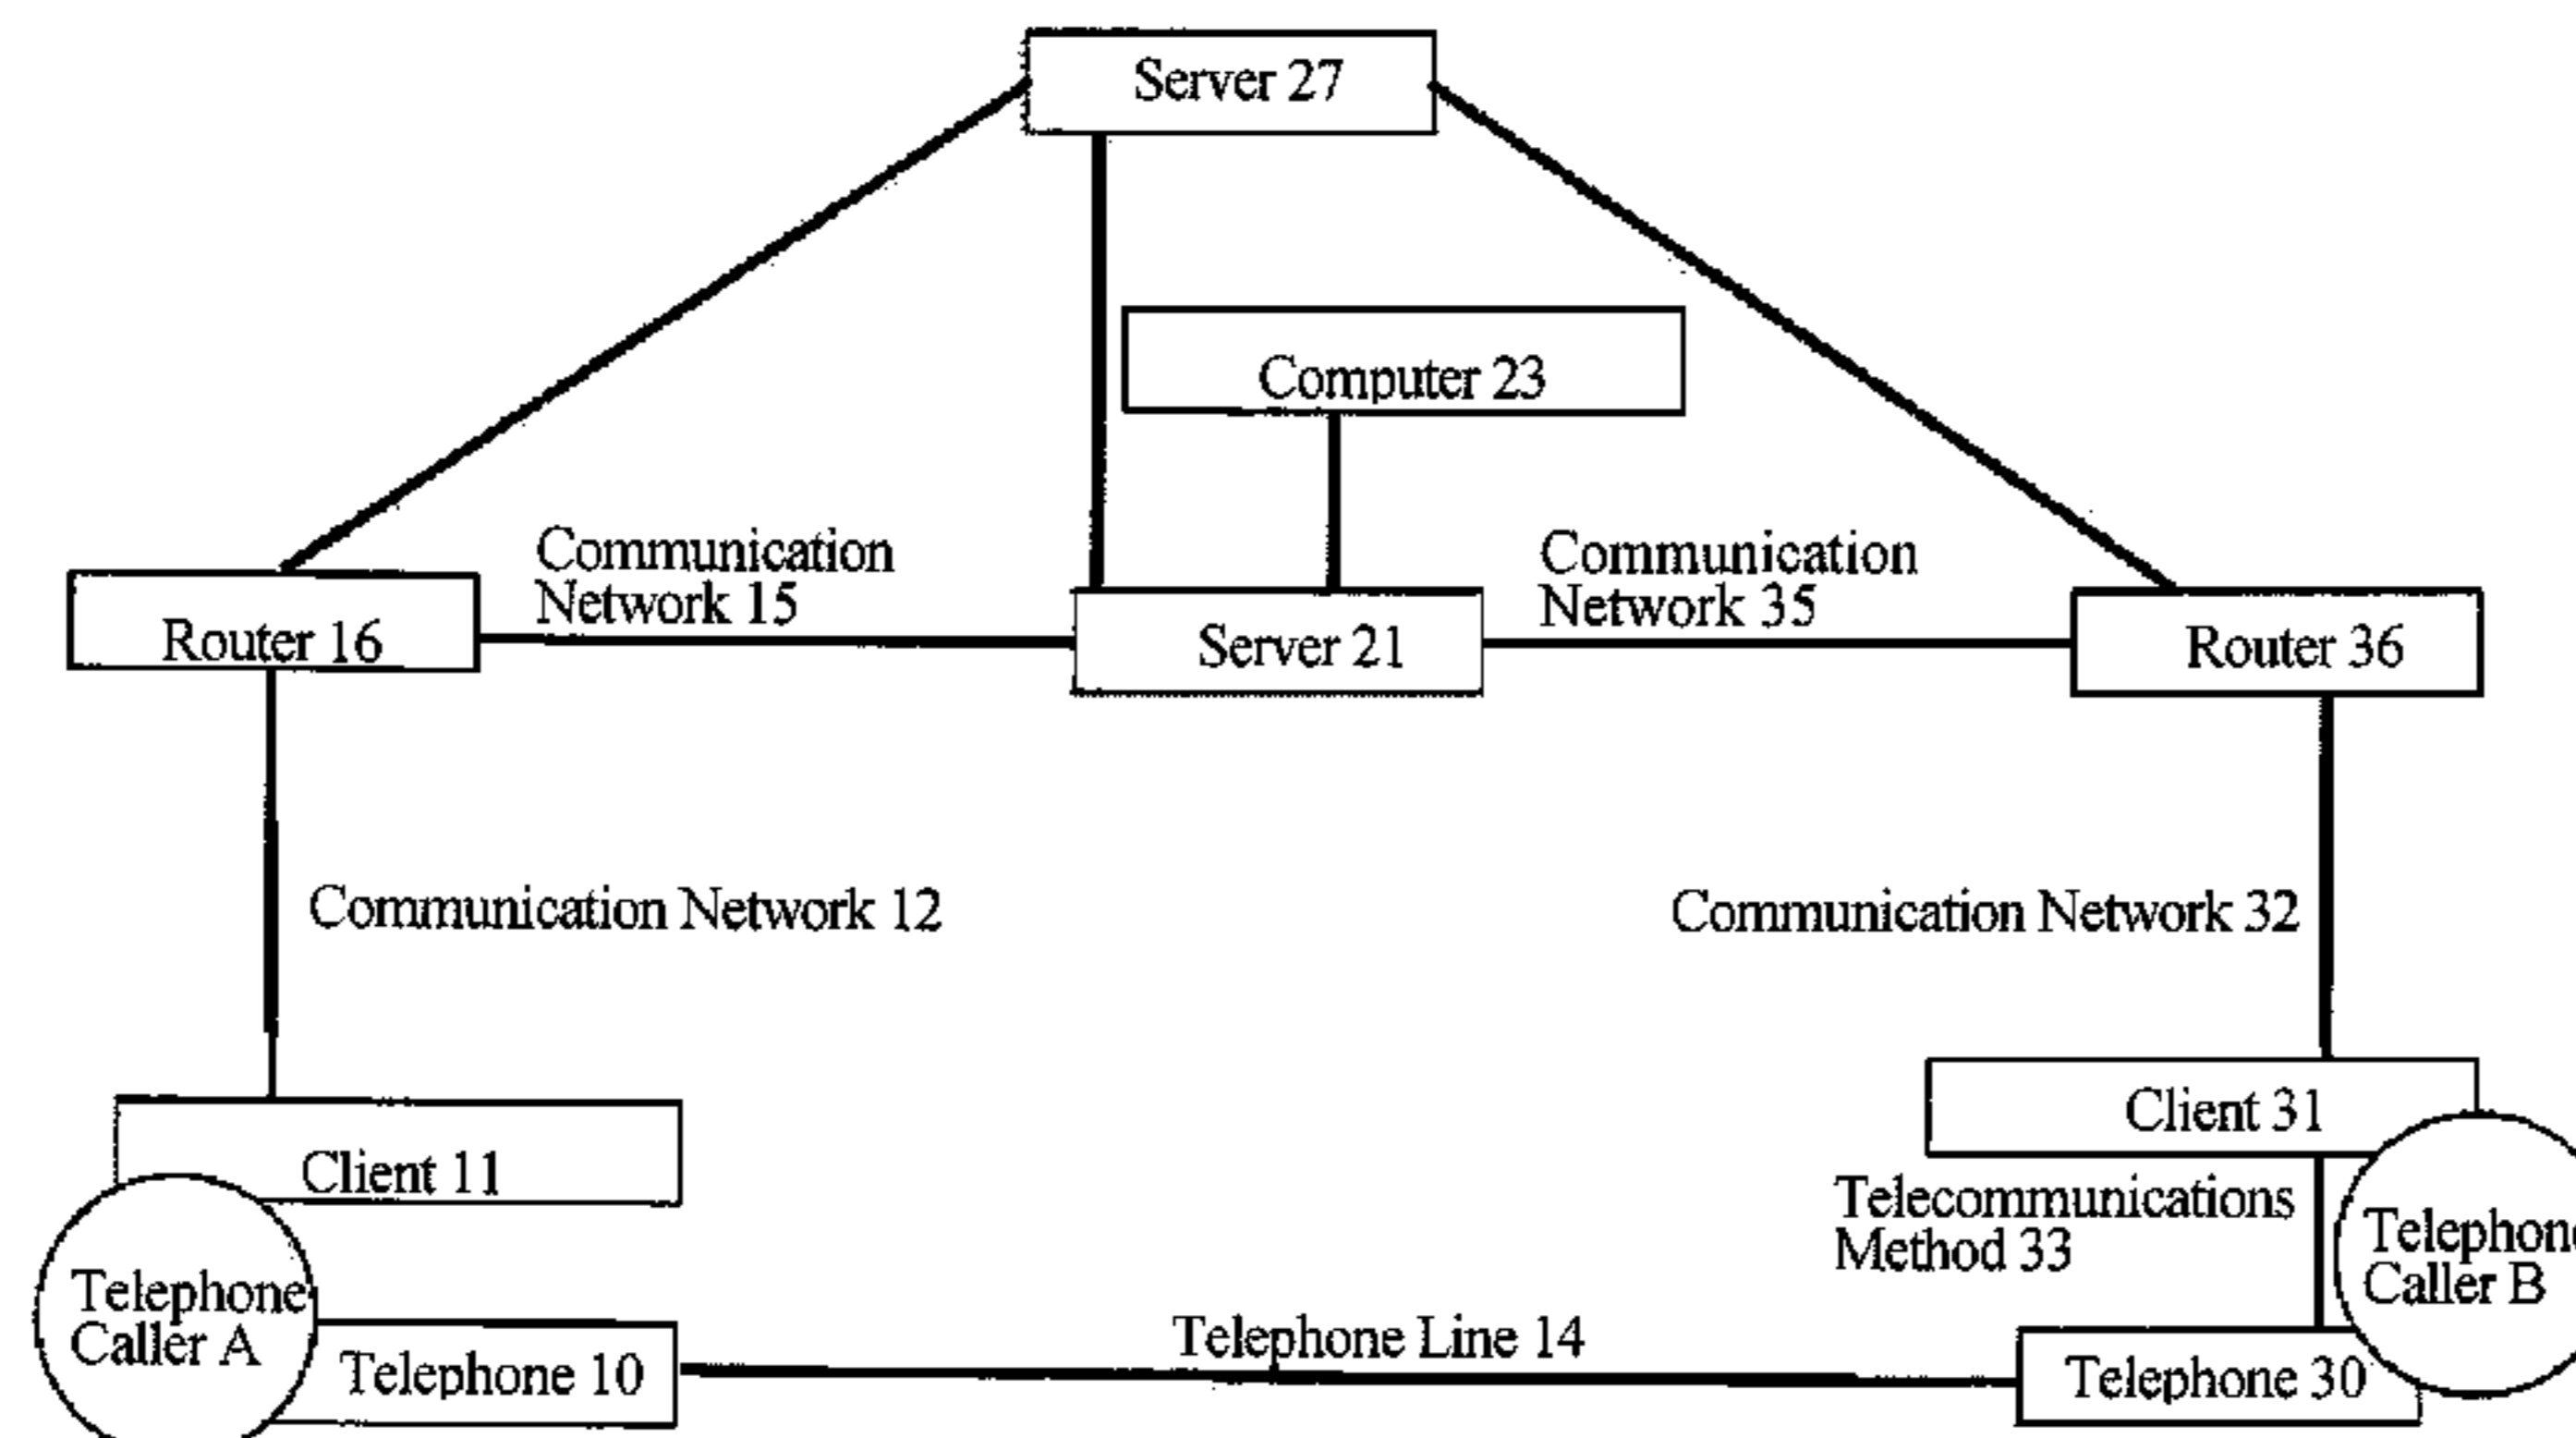 Server 27
Computer 23
Communication
Network 15
Communication
Network 35
Router 16
Server 21
Router 36
Communication Network 12
Communication Network 32
Client 31
Client 11
Telecommunications
Method 33
Telephone
Caller B
Telephone
Caller A
Telephone Line 14
Telephone 10
Telephone 30